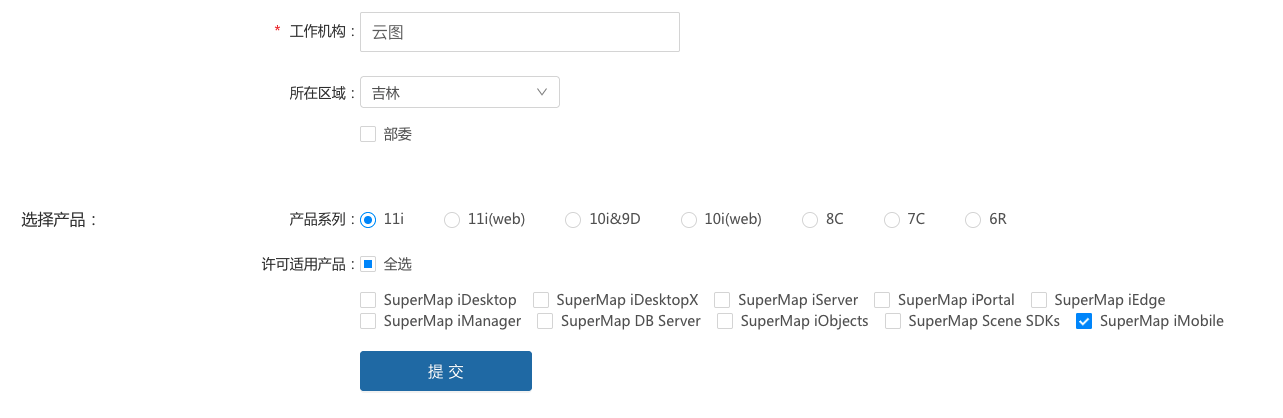 * 工作机构 : 云图
所在区域 : 吉林
部委
选择产品 : 产品系列 : 11i 11i(web) 10i&9D 10i(web) 8C 7C 6R
许可适用产品 : 全选
SuperMap iDesktop SuperMap iDesktopX SuperMap iServer SuperMap iPortal SuperMap iEdge
SuperMap iManager SuperMap DB Server SuperMap iObjects SuperMap Scene SDKs SuperMap iMobile
提 交